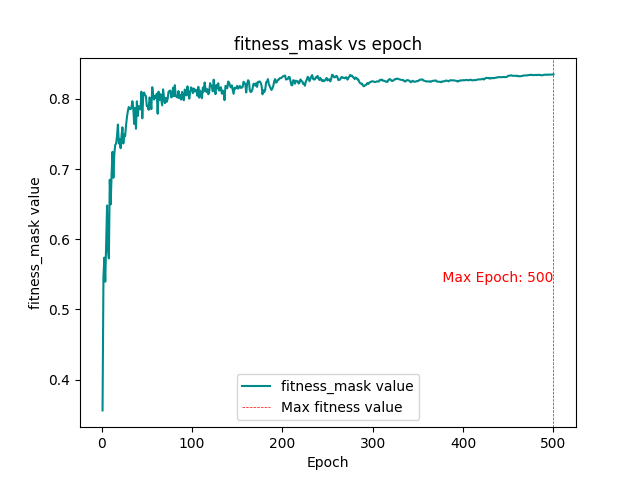 fitness_mask vs epoch
fitness_mask value
0.8
0.7
0.6
0.5
0.4
Max Epoch: 500
fitness_mask value
Max fitness value
0
100
200
300
400
500
Epoch